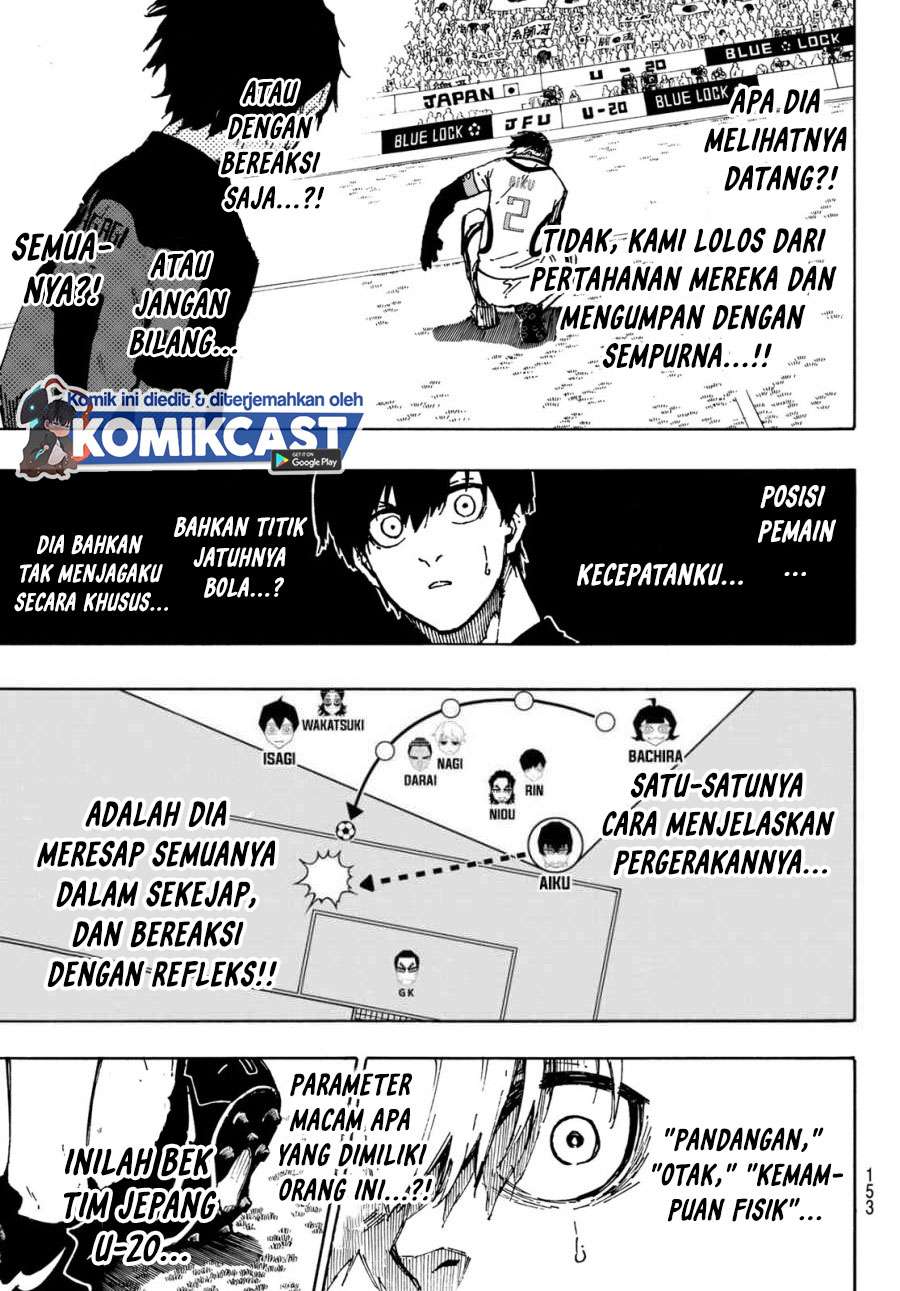 APA DIA
MELIHATNYA
DATANG?!
TIDAK, KAMI LOLOS DARI
PERTAHANAN MEREKA DAN
MENGUMPAN DENGAN
SEMPURNA...!!
ATAU
DENGAN
BEREAKSI
SAJA...?!
ATAU
JANGAN
BILANG...
SEMUA-
NYA?!
U-20
BLUE LOCK
JAPAN
BLUE LOCK
JFU
U-20
BLUE LOCK
AIKU
2
Komik ini diedit & diterjemahkan oleh
KOMIKCAST
GET IT ON
Google Play
POSISI
PEMAIN
...
KECEPATANKU...
BAHKAN TITIK
JATUHNYA
BOLA...?
DIA BAHKAN
TAK MENJAGAKU
SECARA KHUSUS...
WAKATSUKI
ISAGI
DARAI
NAGI
BACHIRA
RIN
NIOU
AIKU
GK
SATU-SATUNYA
CARA MENJELASKAN
PERGERAKANNYA...
ADALAH DIA
MERESAP SEMUANYA
DALAM SEKEJAP,
DAN BEREAKSI
DENGAN REFLEKS!!
"PANDANGAN,"
"OTAK," "KEMAM-
PUAN FISIK"...
PARAMETER
MACAM APA
YANG DIMILIKI
ORANG INI...?!
INILAH BEK
TIM JEPANG
U-20...
153